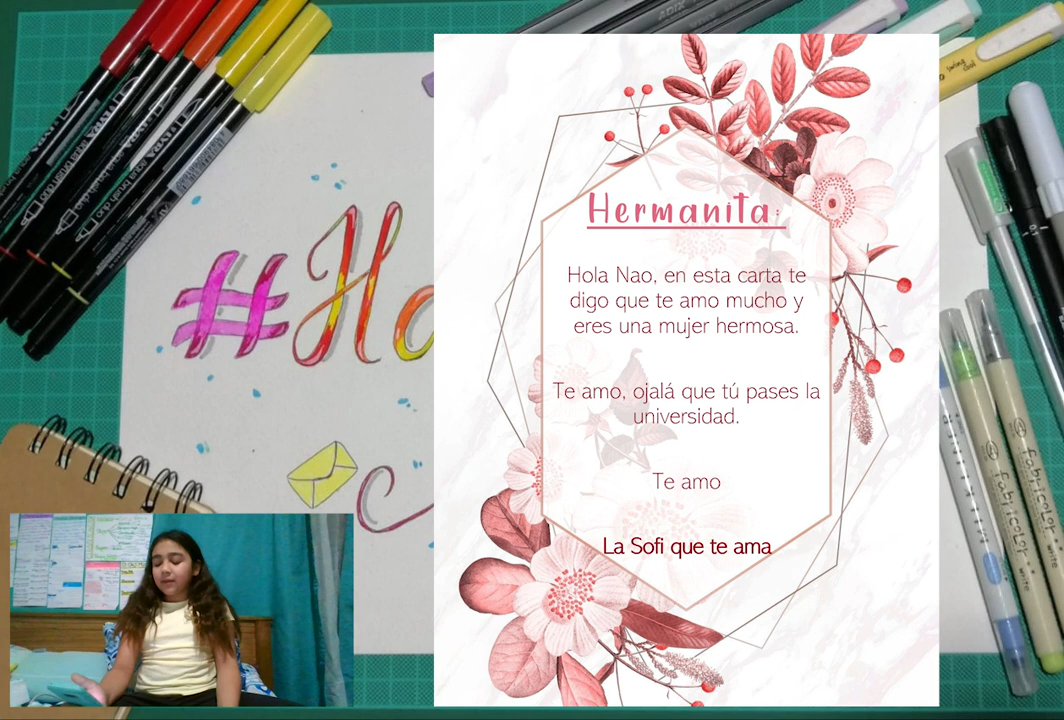 #Ho
Hermanita:
Hola Nao, en esta carta te
digo que te amo mucho y
eres una mujer hermosa.
Te amo, ojalá que tú pases la
universidad.
Te amo
La Sofi que te ama